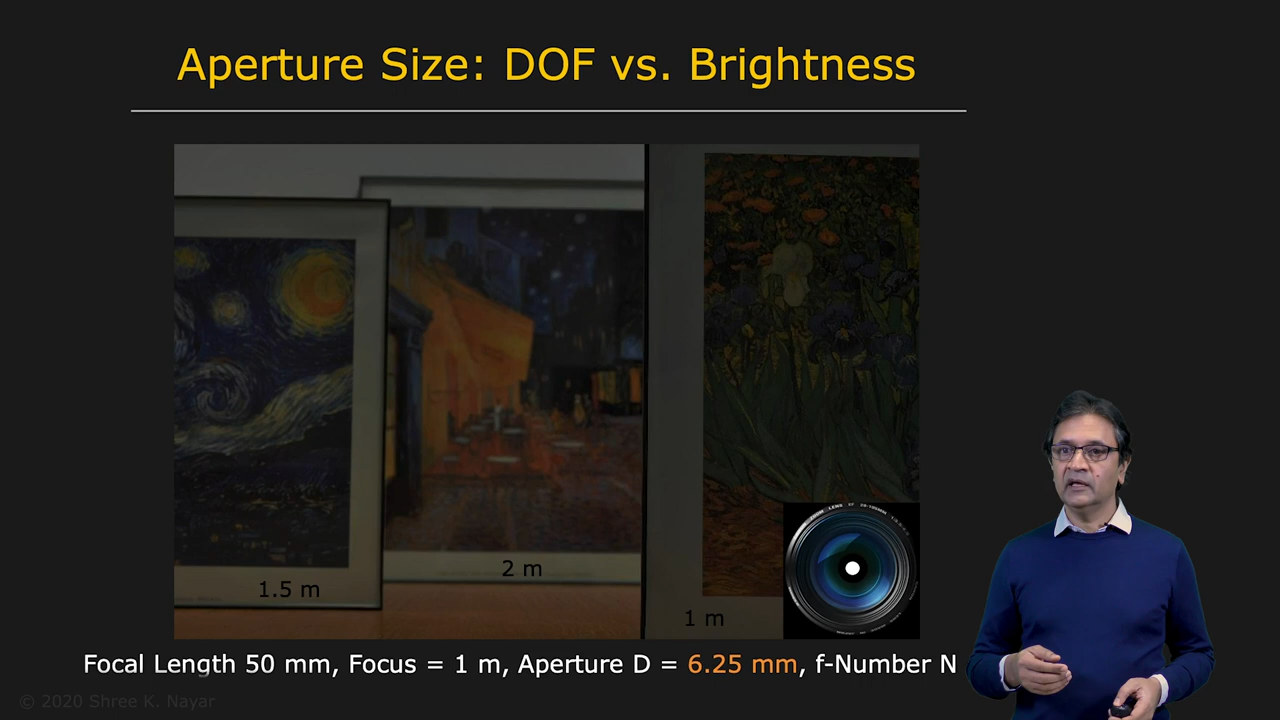 Aperture Size: DOF vs. Brightness
1.5 m
2 m
1 m
Focal Length 50 mm, Focus = 1 m, Aperture D = 6.25 mm, f-Number N
© 2020 Shree K. Nayar